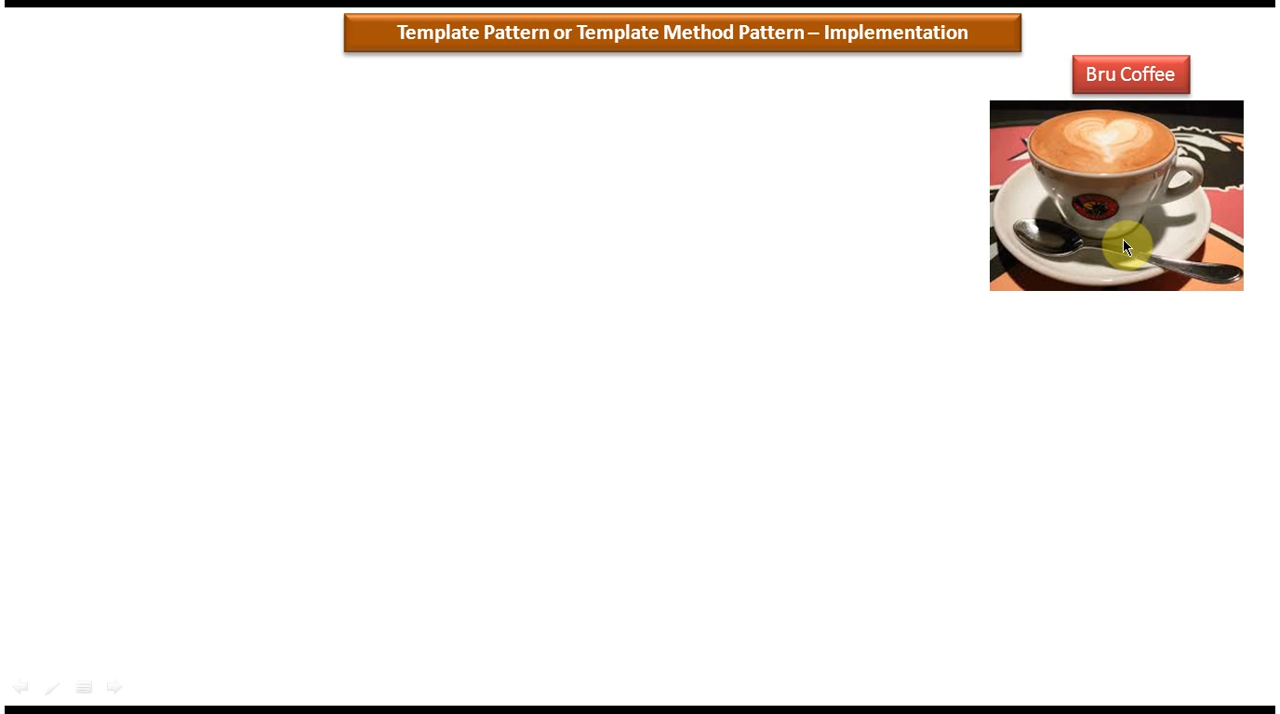 Template Pattern or Template Method Pattern – Implementation
Bru Coffee